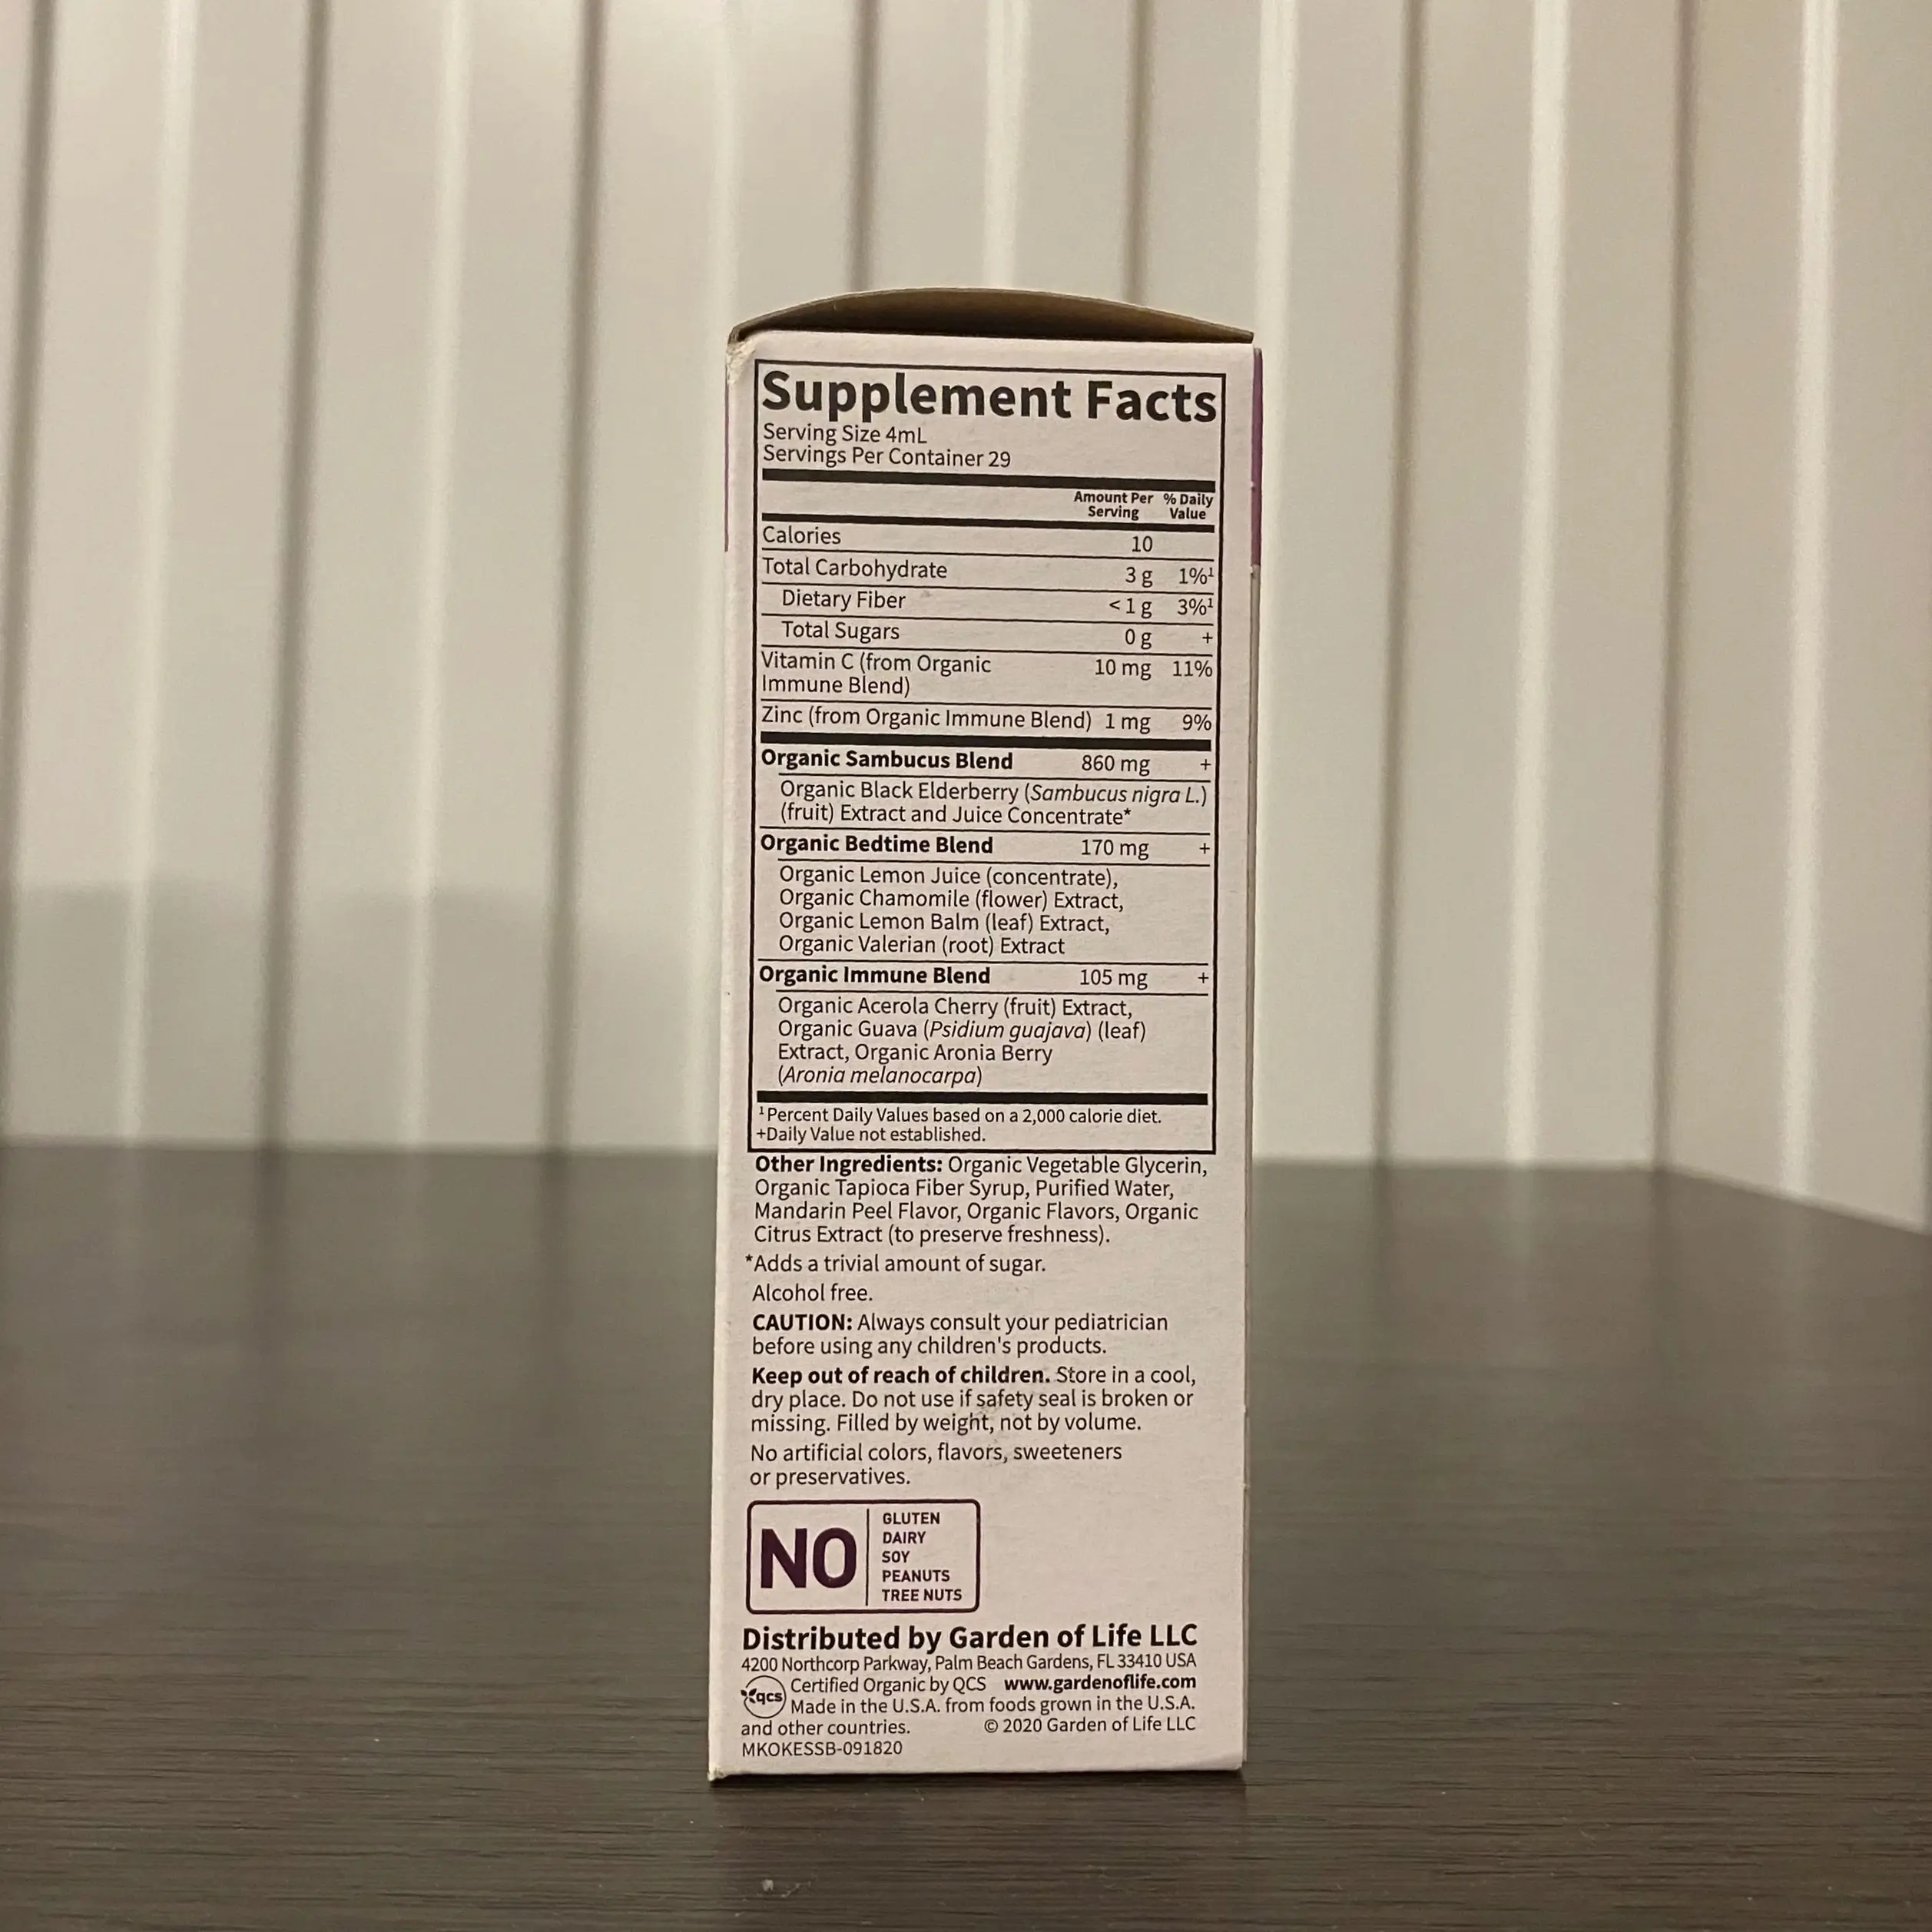 Supplement Facts
Serving Size 4mL
Servings Per Container 29
Amount Per Serving % Daily Value
Calories 10
Total Carbohydrate 3 g 1%¹
Dietary Fiber <1 g 3%¹
Total Sugars 0 g +
Vitamin C (from Organic 10 mg 11%
Immune Blend)
Zinc (from Organic Immune Blend) 1 mg 9%
Organic Sambucus Blend 860 mg +
Organic Black Elderberry (Sambucus nigra L.)
(fruit) Extract and Juice Concentrate*
Organic Bedtime Blend 170 mg +
Organic Lemon Juice (concentrate),
Organic Chamomile (flower) Extract,
Organic Lemon Balm (leaf) Extract,
Organic Valerian (root) Extract
Organic Immune Blend 105 mg +
Organic Acerola Cherry (fruit) Extract,
Organic Guava (Psidium guajava) (leaf)
Extract, Organic Aronia Berry
(Aronia melanocarpa)
¹Percent Daily Values based on a 2,000 calorie diet.
+Daily Value not established.
Other Ingredients: Organic Vegetable Glycerin,
Organic Tapioca Fiber Syrup, Purified Water,
Mandarin Peel Flavor, Organic Flavors, Organic
Citrus Extract (to preserve freshness).
*Adds a trivial amount of sugar.
Alcohol free.
CAUTION: Always consult your pediatrician
before using any children's products.
Keep out of reach of children. Store in a cool,
dry place. Do not use if safety seal is broken or
missing. Filled by weight, not by volume.
No artificial colors, flavors, sweeteners
or preservatives.
NO
GLUTEN
DAIRY
SOY
PEANUTS
TREE NUTS
Distributed by Garden of Life LLC
4200 Northcorp Parkway, Palm Beach Gardens, FL 33410 USA
qcs Certified Organic by QCS www.gardenoflife.com
Made in the U.S.A. from foods grown in the U.S.A.
and other countries. © 2020 Garden of Life LLC
MKOKESSB-091820